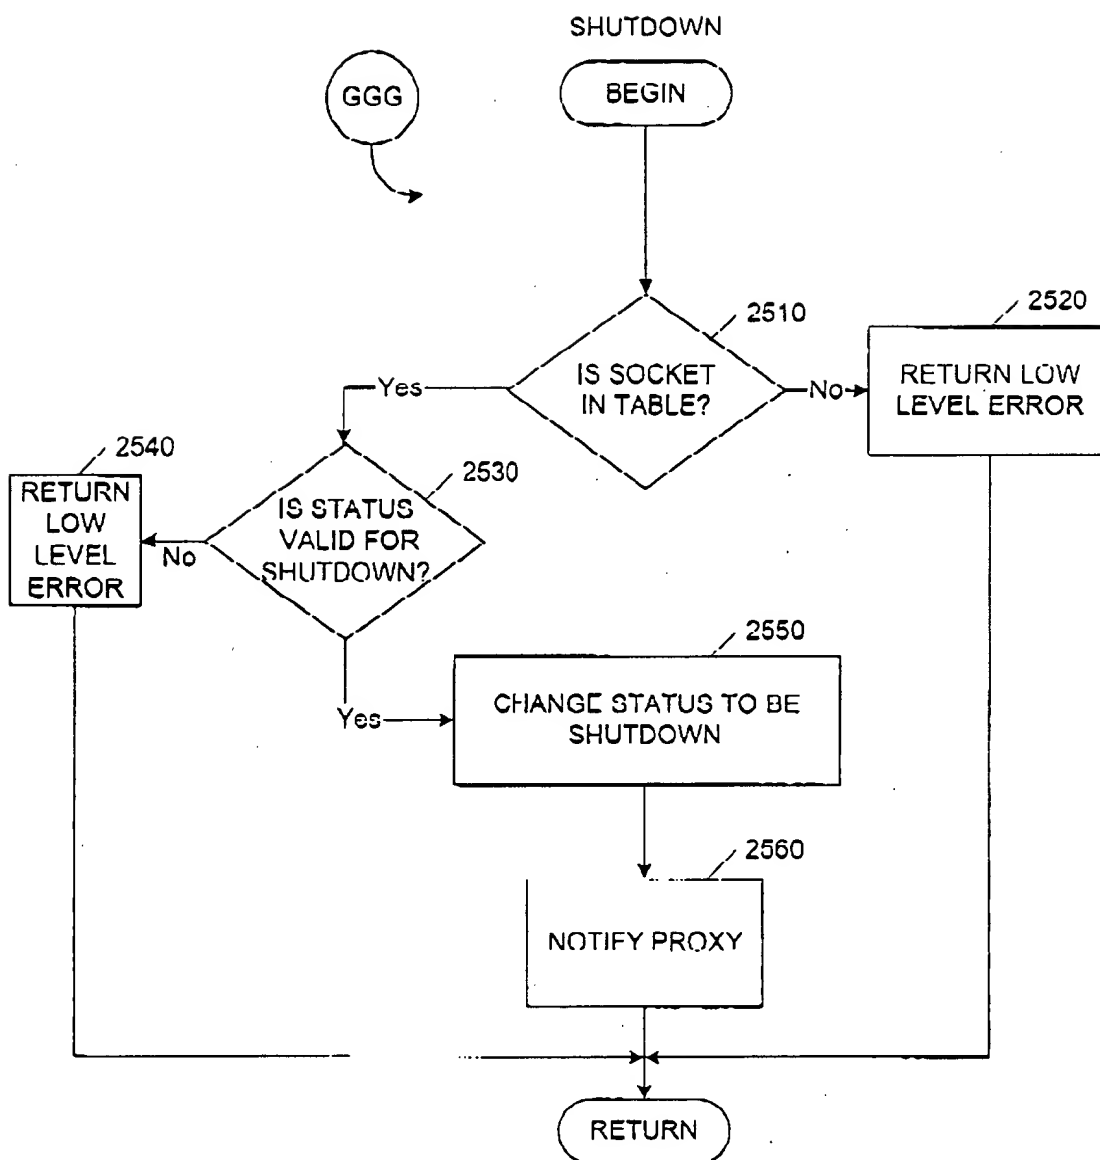 SHUTDOWN
GGG
BEGIN
2510
2520
IS SOCKET
IN TABLE?
Yes
No
RETURN LOW
LEVEL ERROR
2540
2530
RETURN
LOW
LEVEL
ERROR
No
IS STATUS
VALID FOR
SHUTDOWN?
2550
Yes
CHANGE STATUS TO BE
SHUTDOWN
2560
NOTIFY PROXY
RETURN